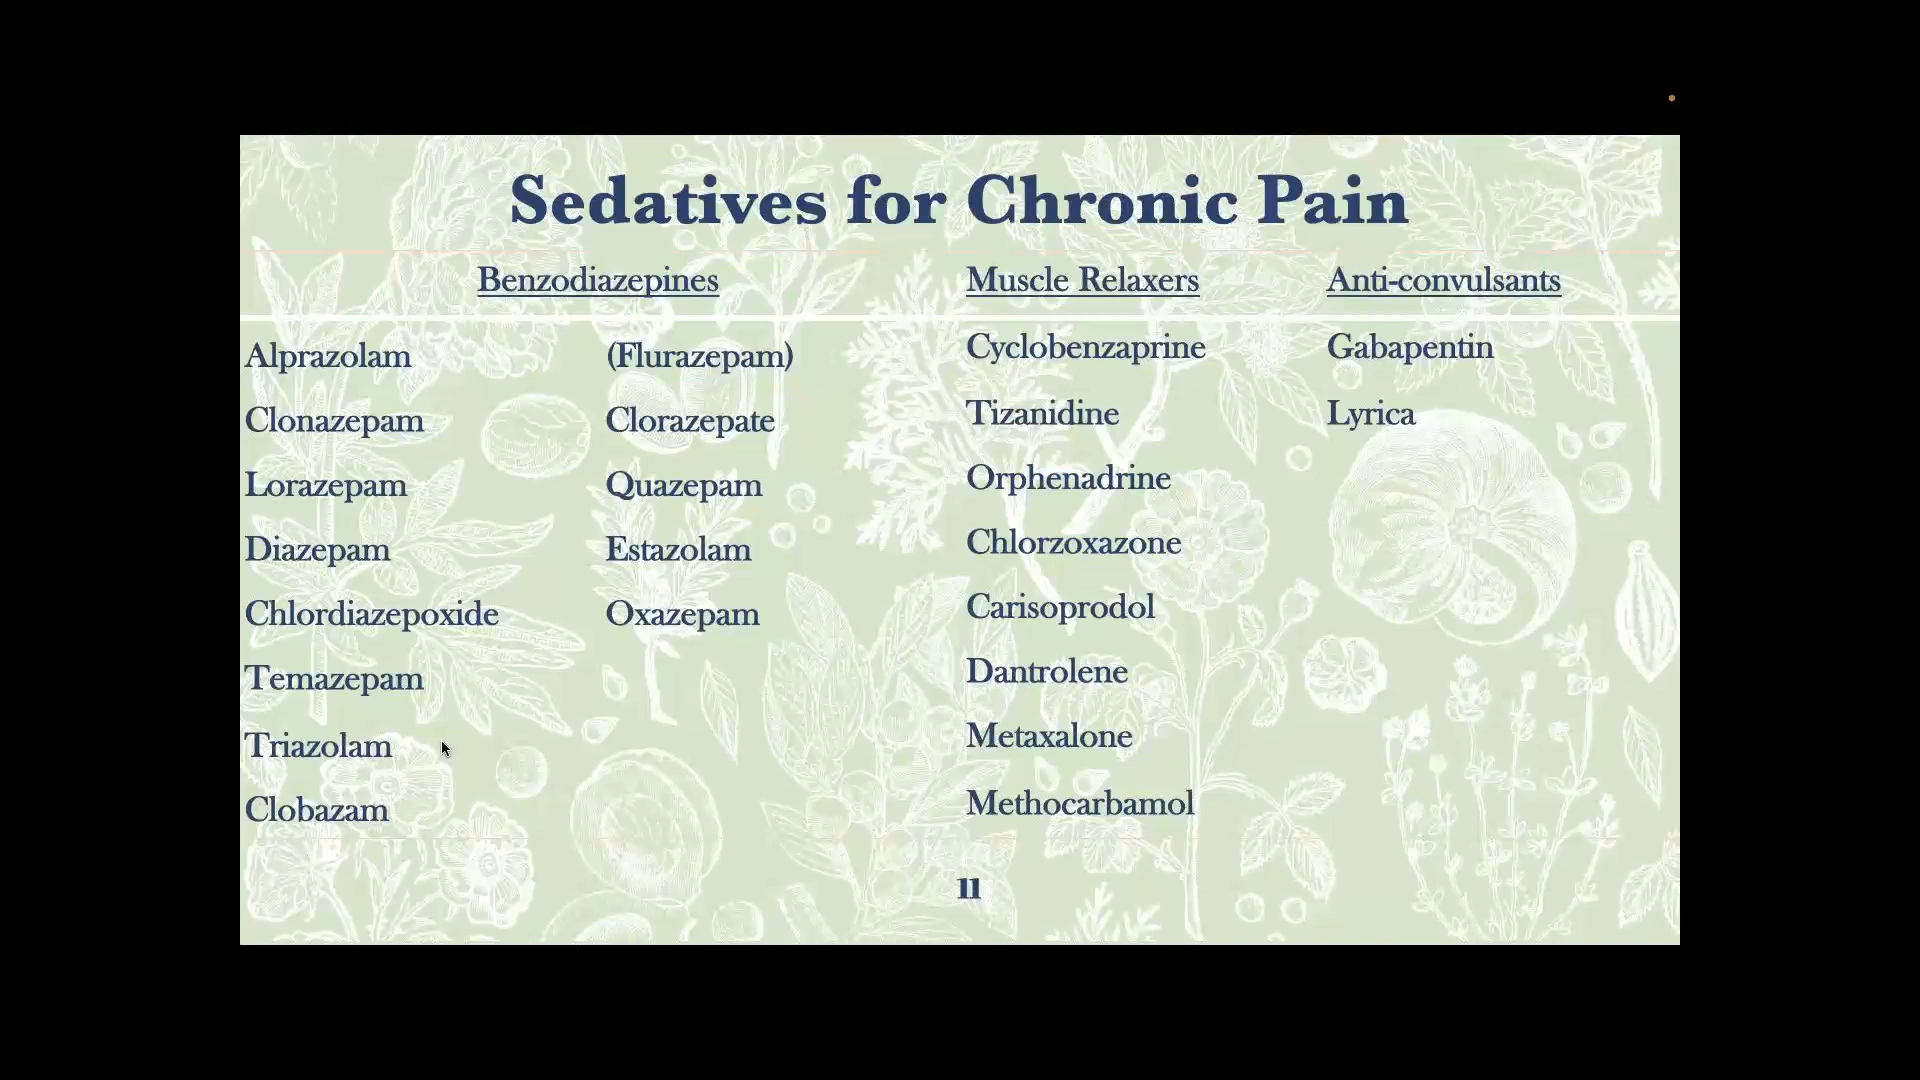 Sedatives for Chronic Pain
Benzodiazepines
Muscle Relaxers
Anti-convulsants
Alprazolam
(Flurazepam)
Cyclobenzaprine
Gabapentin
Clonazepam
Clorazepate
Tizanidine
Lyrica
Lorazepam
Quazepam
Orphenadrine
Diazepam
Estazolam
Chlorzoxazone
Chlordiazepoxide
Oxazepam
Carisoprodol
Temazepam
Dantrolene
Triazolam
Metaxalone
Clobazam
Methocarbamol
11